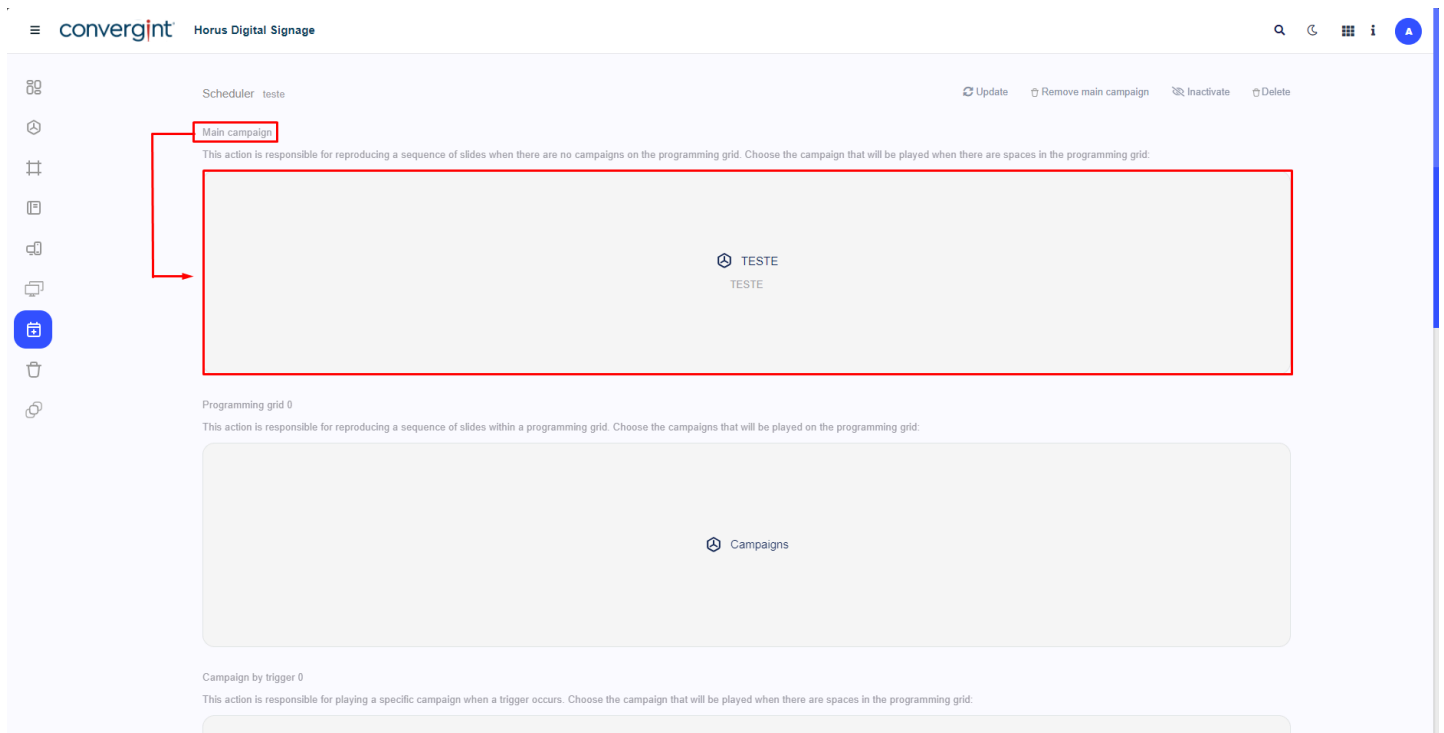 convergint Horus Digital Signage
i A
Scheduler teste
Update Remove main campaign Inactivate Delete
Main campaign
This action is responsible for reproducing a sequence of slides when there are no campaigns on the programming grid. Choose the campaign that will be played when there are spaces in the programming grid:
TESTE
TESTE
Programming grid 0
This action is responsible for reproducing a sequence of slides within a programming grid. Choose the campaigns that will be played on the programming grid:
Campaigns
Campaign by trigger 0
This action is responsible for playing a specific campaign when a trigger occurs. Choose the campaign that will be played when there are spaces in the programming grid: